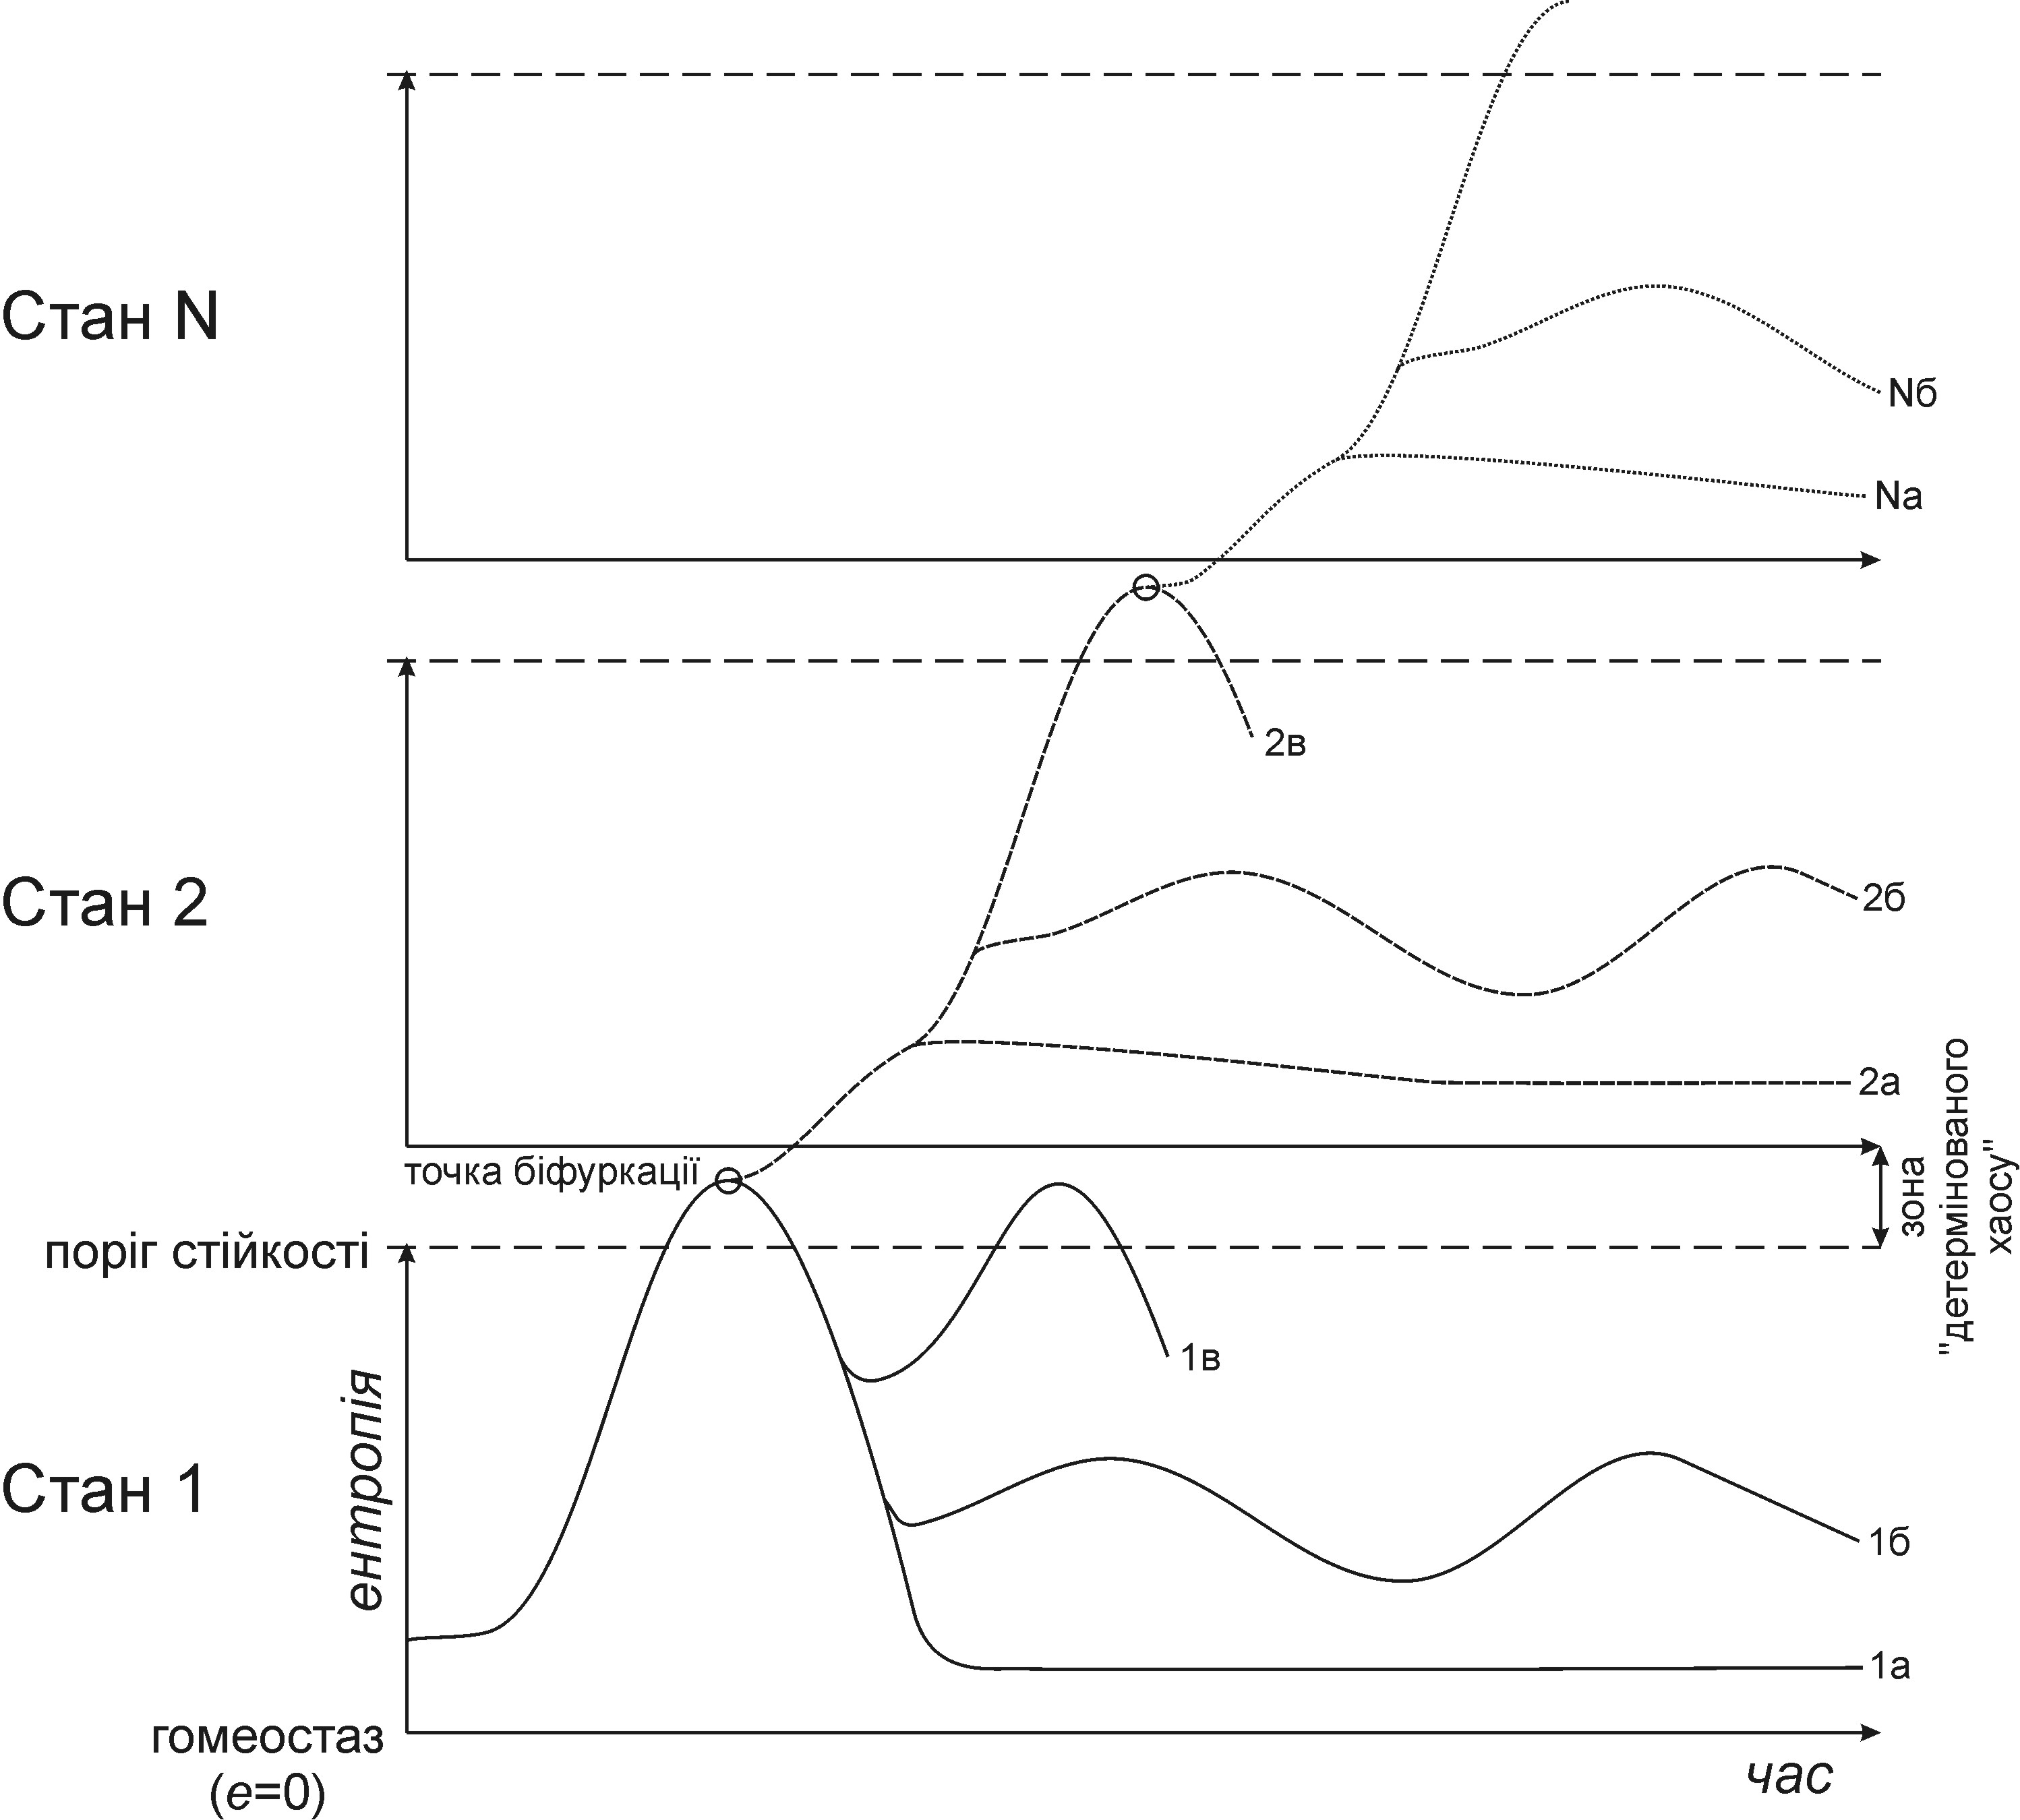 Стан N
Nб
Nа
2в
Стан 2
2б
2а
точка біфуркації
зона
"детермінованого
хаосу"
поріг стійкості
1в
ентропія
Стан 1
1б
1а
гомеостаз
(e=0)
час